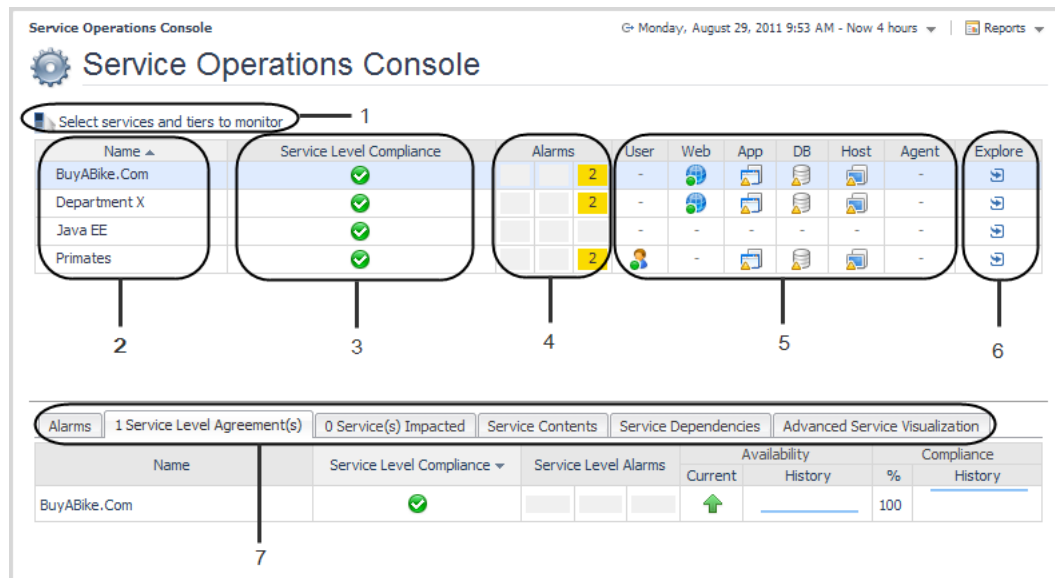 Service Operations Console
Monday, August 29, 2011 9:53 AM - Now 4 hours | Reports
Service Operations Console
Select services and tiers to monitor
1
Name Service Level Compliance Alarms User Web App DB Host Agent Explore
BuyABike.Com 2 - -
Department X 2 - -
Java EE - - - - - -
Primates 2 - -
2 3 4 5 6
Alarms 1 Service Level Agreement(s) 0 Service(s) Impacted Service Contents Service Dependencies Advanced Service Visualization
Name Service Level Compliance Service Level Alarms Availability Compliance
Current History % History
BuyABike.Com 100
7